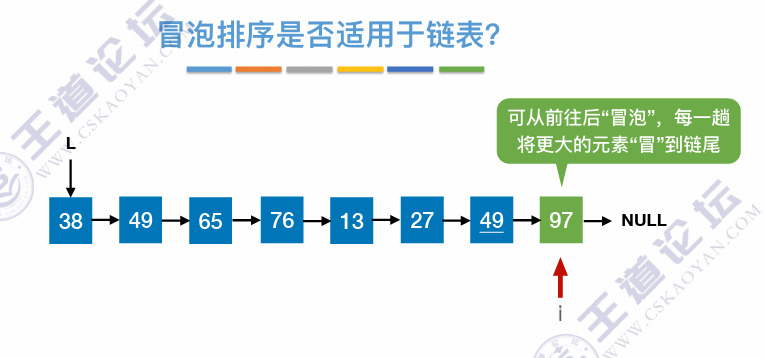 冒泡排序是否适用于链表?
可从前往后“冒泡”，每一趟
将更大的元素“冒”到链尾
L
38 49 65 76 13 27 49 97 NULL
i
王道论坛
WWW.CSKAOYAN.COM
王道论坛
WWW.CSKAOYAN.COM